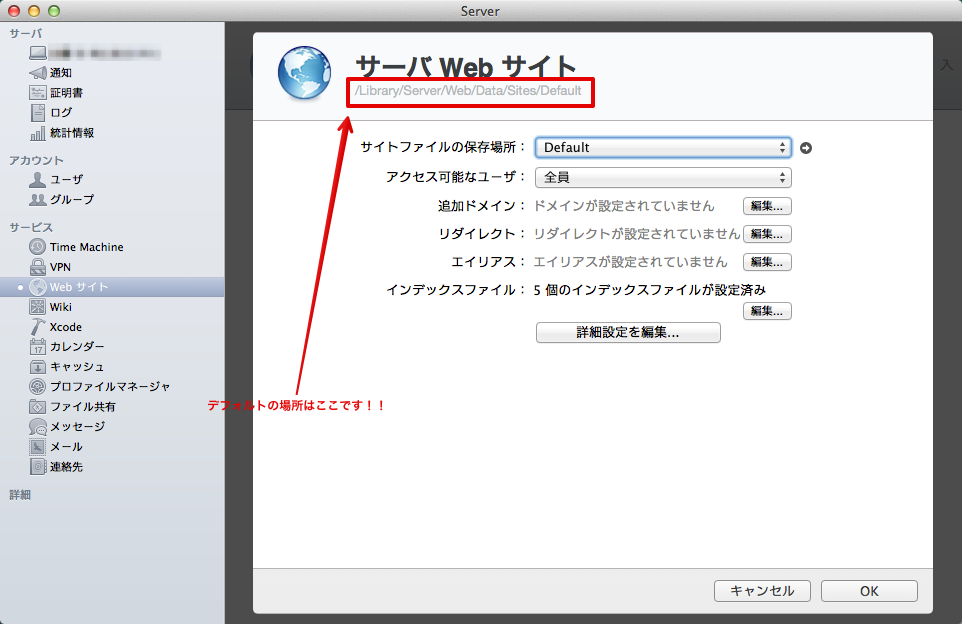 Server
サーバ
通知
証明書
ログ
統計情報
アカウント
ユーザ
グループ
サービス
Time Machine
VPN
Web サイト
Wiki
Xcode
カレンダー
キャッシュ
プロファイルマネージャ
ファイル共有
メッセージ
メール
連絡先
詳細
入
サーバ Web サイト
/Library/Server/Web/Data/Sites/Default
サイトファイルの保存場所： Default
アクセス可能なユーザ： 全員
追加ドメイン： ドメインが設定されていません 編集...
リダイレクト： リダイレクトが設定されていません 編集...
エイリアス： エイリアスが設定されていません 編集...
インデックスファイル： 5 個のインデックスファイルが設定済み
編集...
詳細設定を編集...
デフォルトの場所はここです！！
キャンセル OK